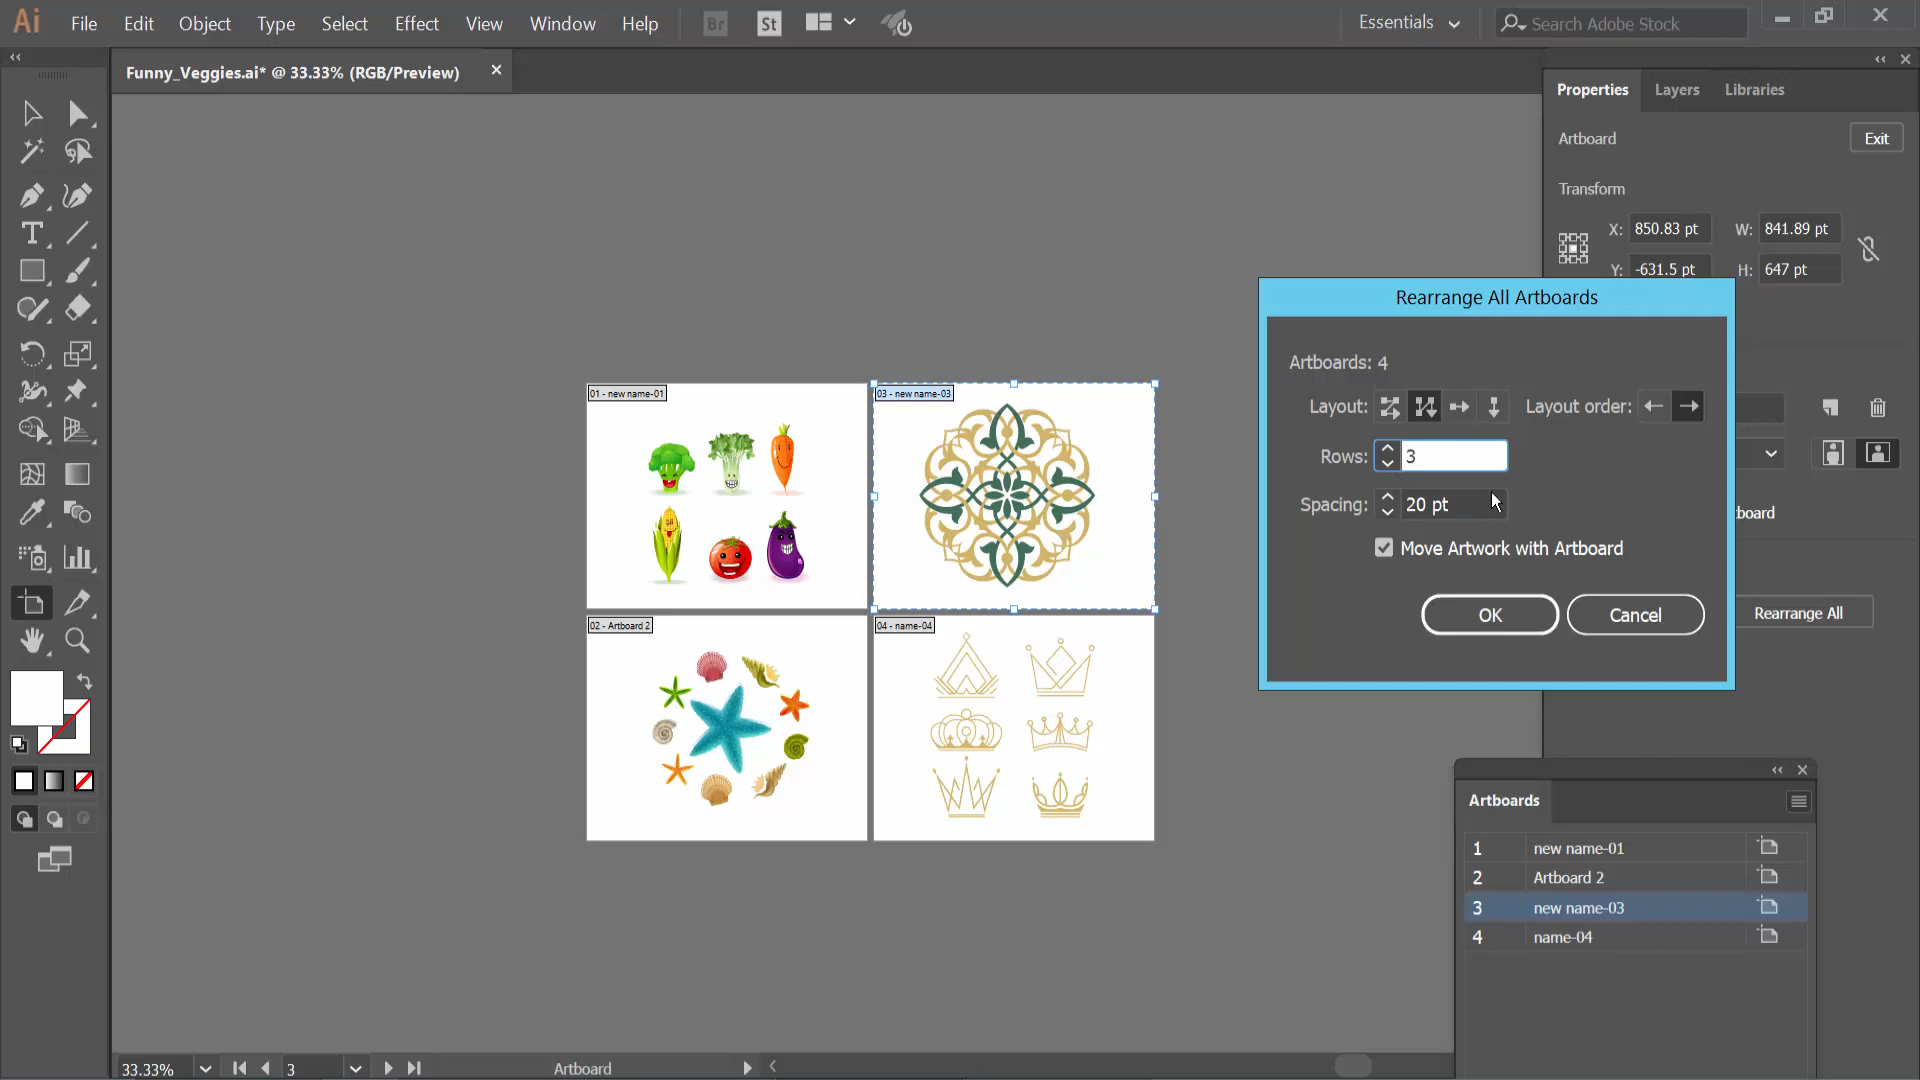 Ai File Edit Object Type Select Effect View Window Help Br St Essentials Search Adobe Stock
Funny_Veggies.ai* @ 33.33% (RGB/Preview)
Properties Layers Libraries
Artboard Exit
Transform
X: 850.83 pt W: 841.89 pt
Y: -631.5 pt H: 647 pt
Rearrange All Artboards
Artboards: 4
Layout: Layout order:
Rows: 3
Spacing: 20 pt
Move Artwork with Artboard
OK Cancel
board
Rearrange All
01 - new name-01
03 - new name-03
02 - Artboard 2
04 - name-04
Artboards
1 new name-01
2 Artboard 2
3 new name-03
4 name-04
33.33% 3 Artboard